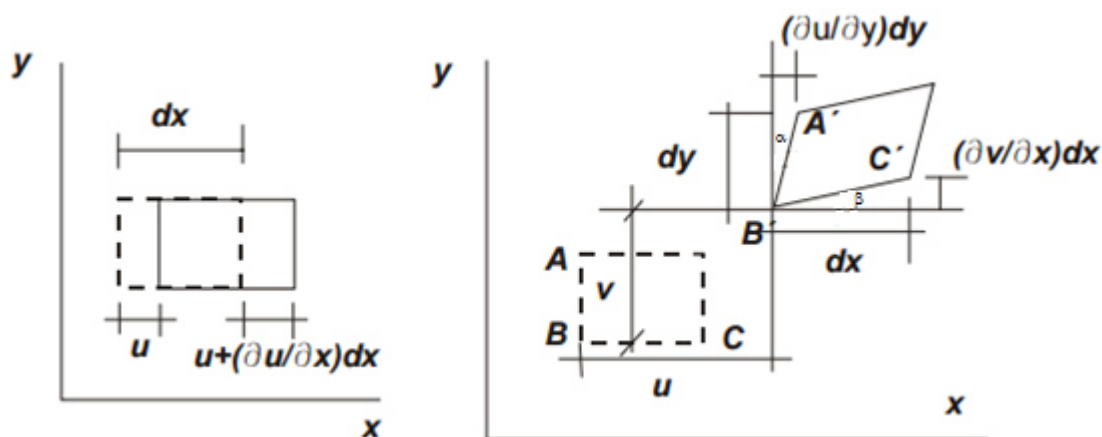 y
dx
u
u+(∂u/∂x)dx
x
(∂u/∂y)dy
y
α
A´
dy
C´
(∂v/∂x)dx
β
B´
dx
A
v
B
C
u
x